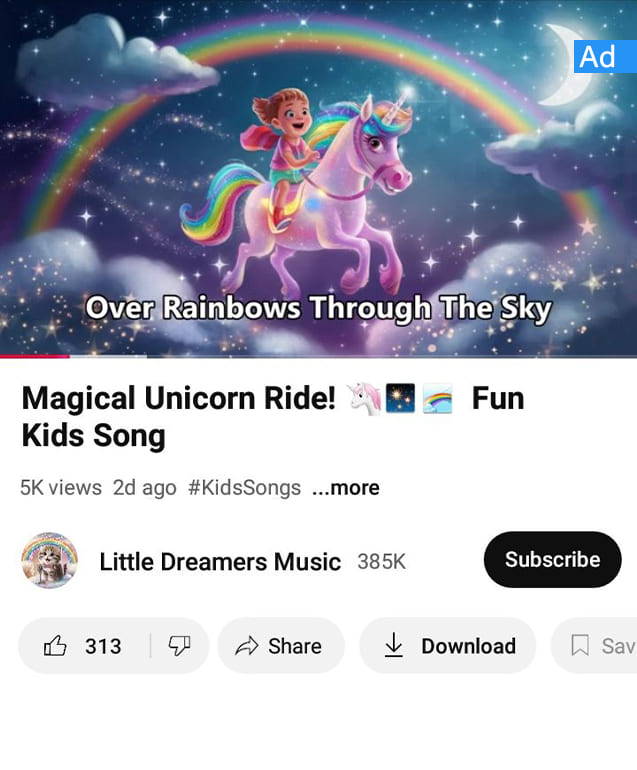 Ad
Over Rainbows Through The Sky
Magical Unicorn Ride! 🦄🎇🌈 Fun
Kids Song
5K views 2d ago #KidsSongs ...more
Little Dreamers Music 385K
Subscribe
313
Share
Download
Sav